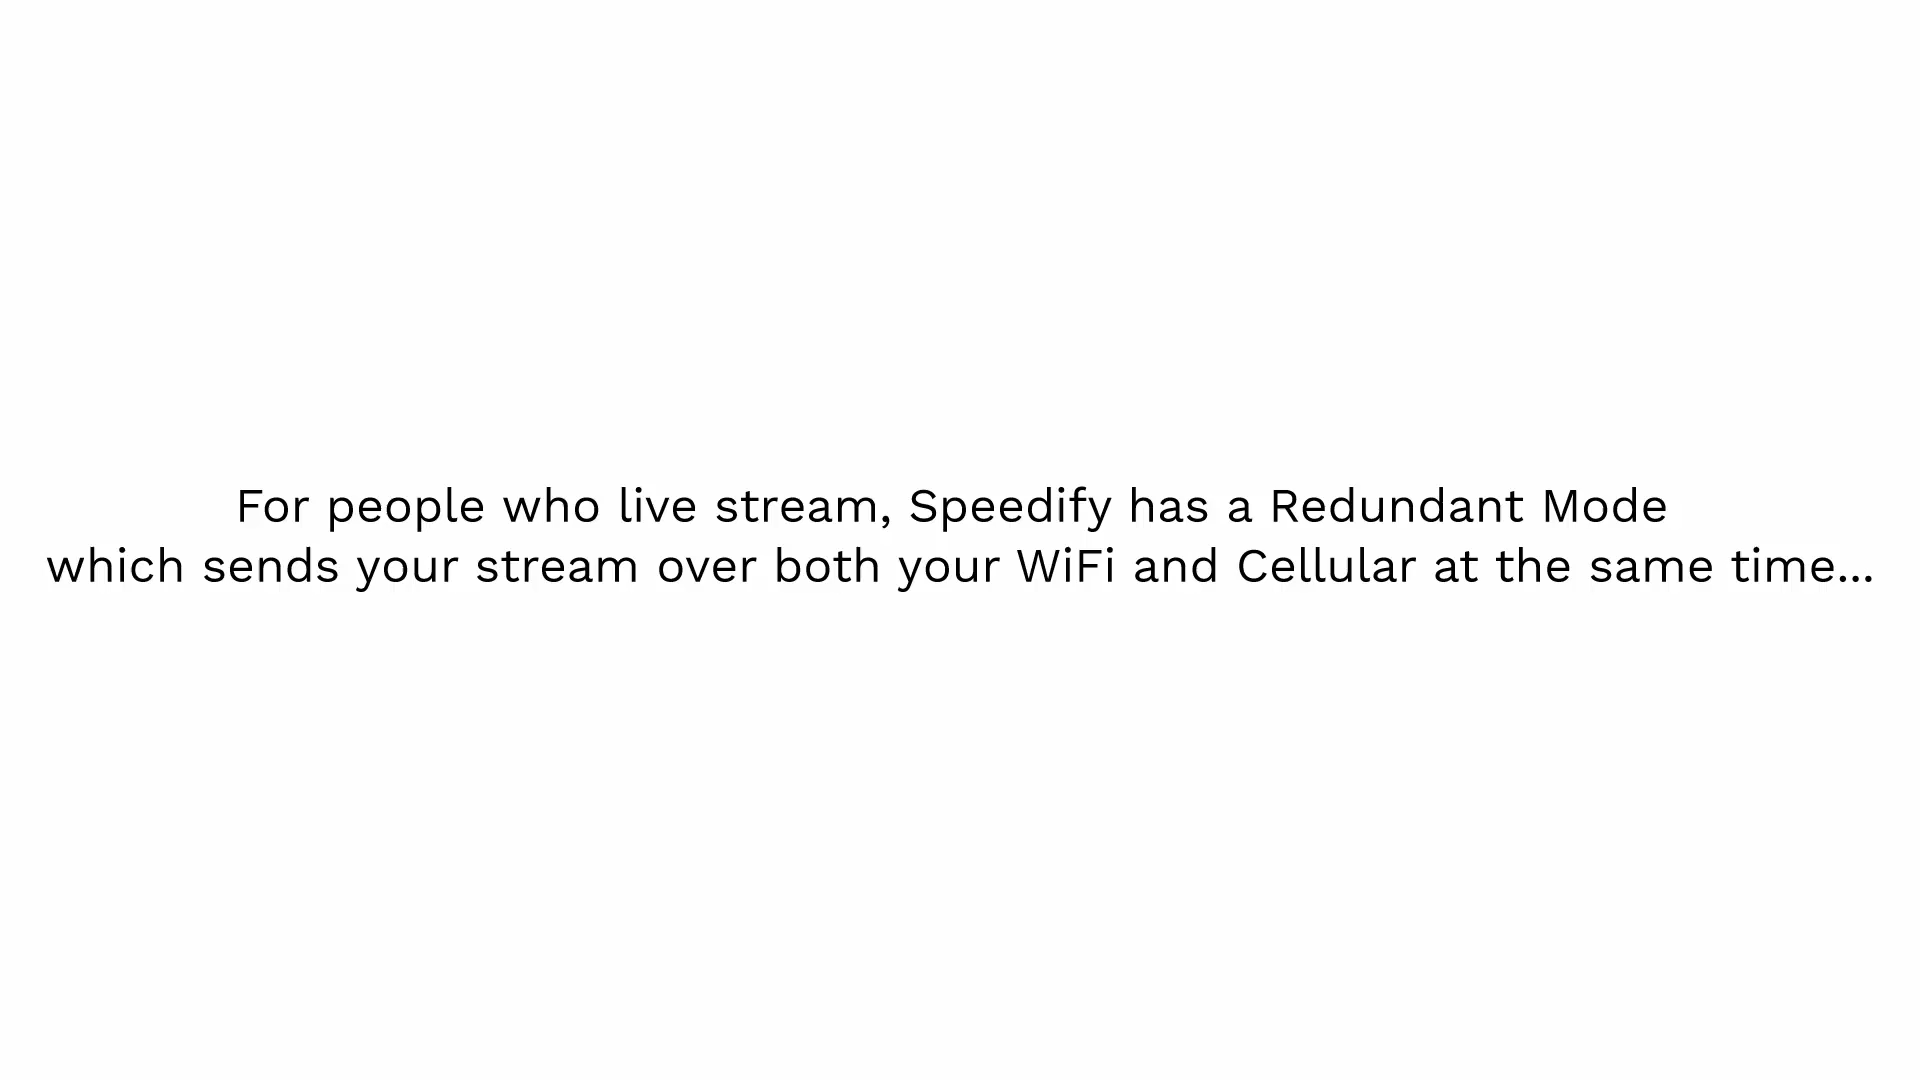 For people who live stream, Speedify has a Redundant Mode
which sends your stream over both your WiFi and Cellular at the same time...